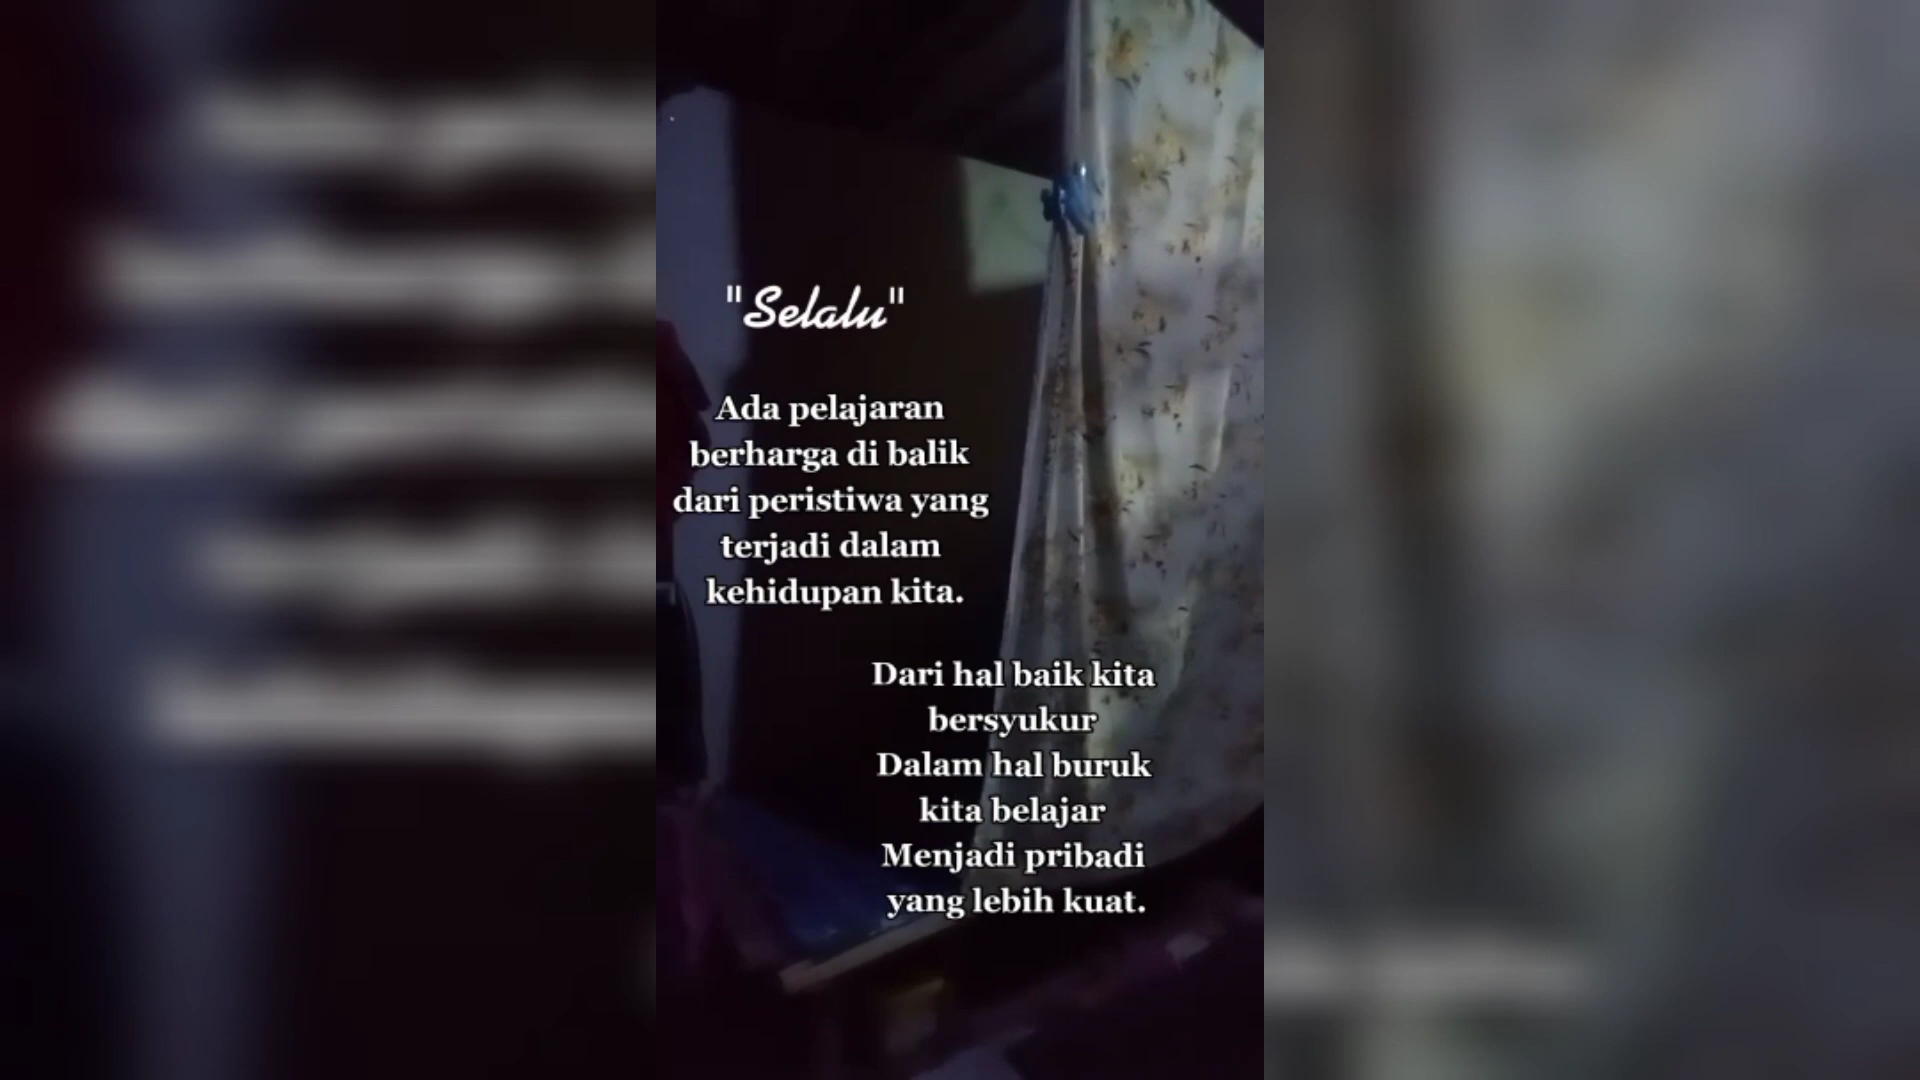 "Selalu"
Ada pelajaran
berharga di balik
dari peristiwa yang
terjadi dalam
kehidupan kita.
Dari hal baik kita
bersyukur
Dalam hal buruk
kita belajar
Menjadi pribadi
yang lebih kuat.